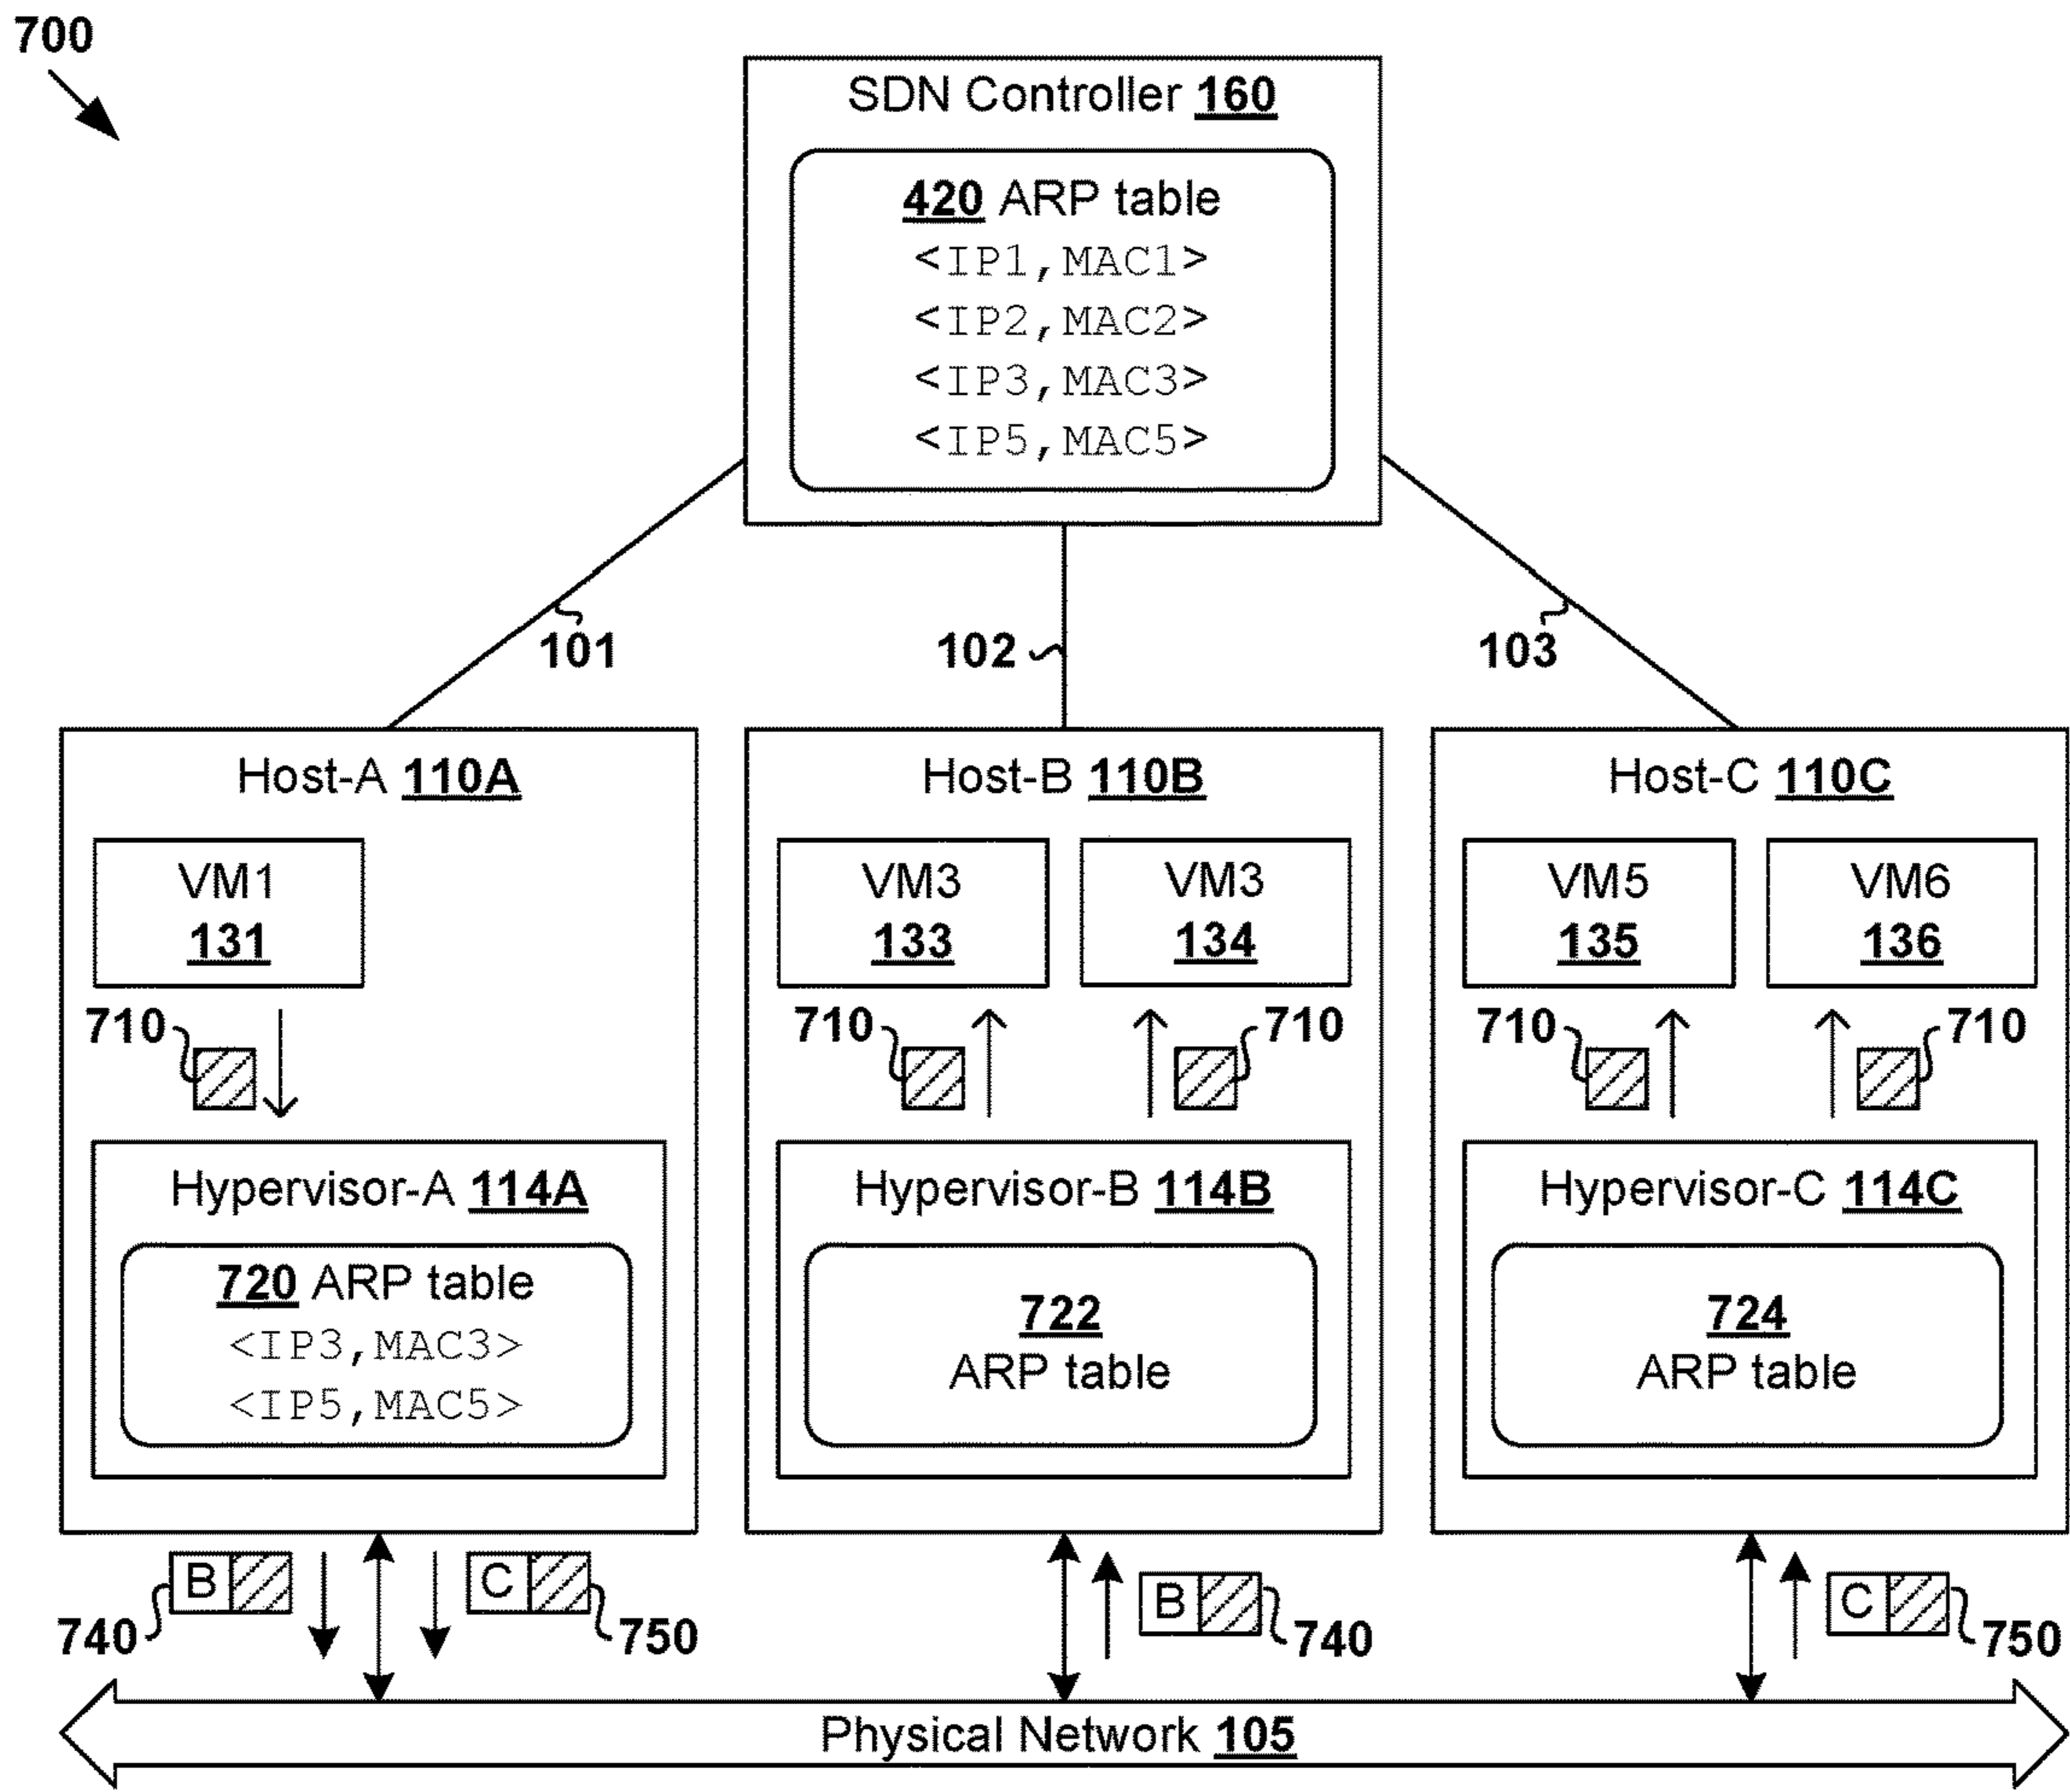 700
SDN Controller 160
420 ARP table
<IP1,MAC1>
<IP2,MAC2>
<IP3,MAC3>
<IP5,MAC5>
101
102
103
Host-A 110A
VM1
131
710
Hypervisor-A 114A
720 ARP table
<IP3,MAC3>
<IP5,MAC5>
Host-B 110B
VM3
133
VM3
134
710
710
Hypervisor-B 114B
722
ARP table
Host-C 110C
VM5
135
VM6
136
710
710
Hypervisor-C 114C
724
ARP table
B
740
C
750
B
740
C
750
Physical Network 105